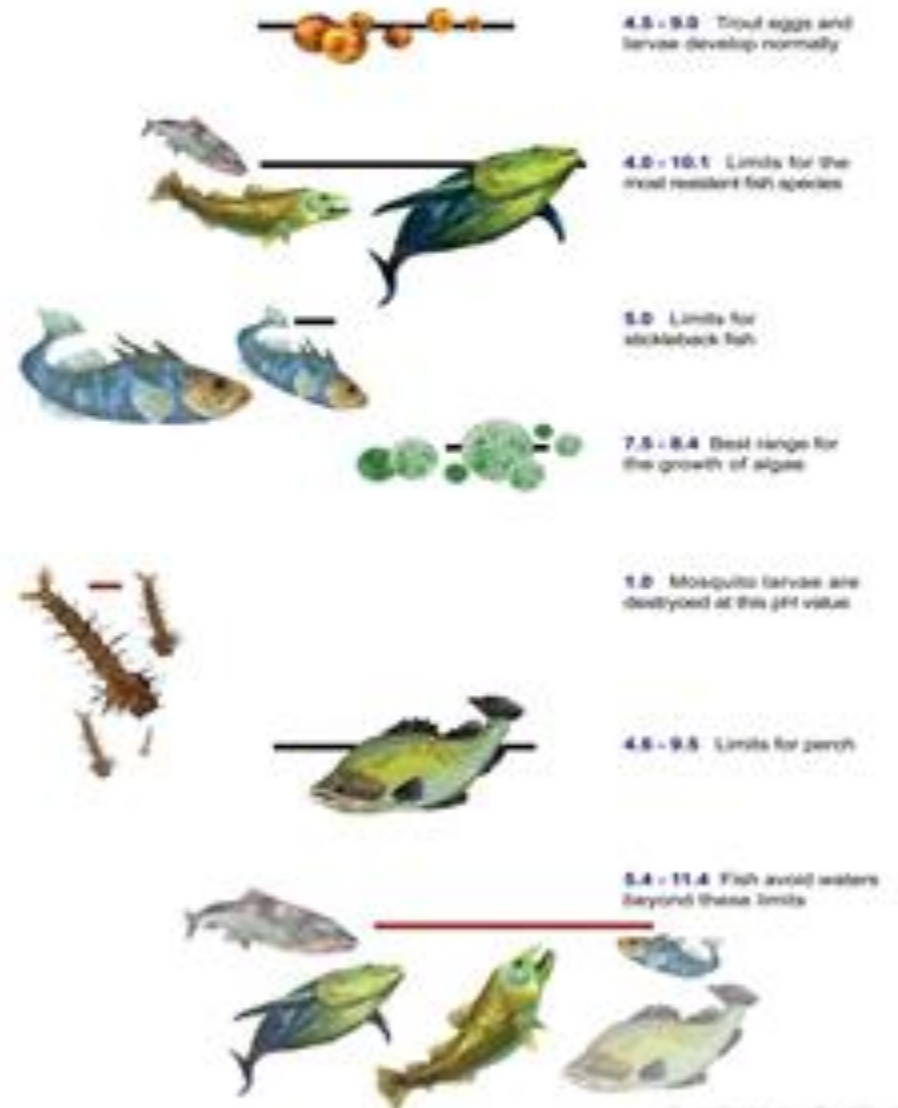 4.5 - 9.0 Trout eggs and
larvae develop normally
4.0 - 10.1 Limits for the
most resistent fish species
5.0 Limits for
stickleback fish
7.5 - 8.4 Best range for
the growth of algae
1.0 Mosquito larvae are
destryoed at this pH value
4.6 - 9.5 Limits for perch
5.4 - 11.4 Fish avoid waters
beyond these limits